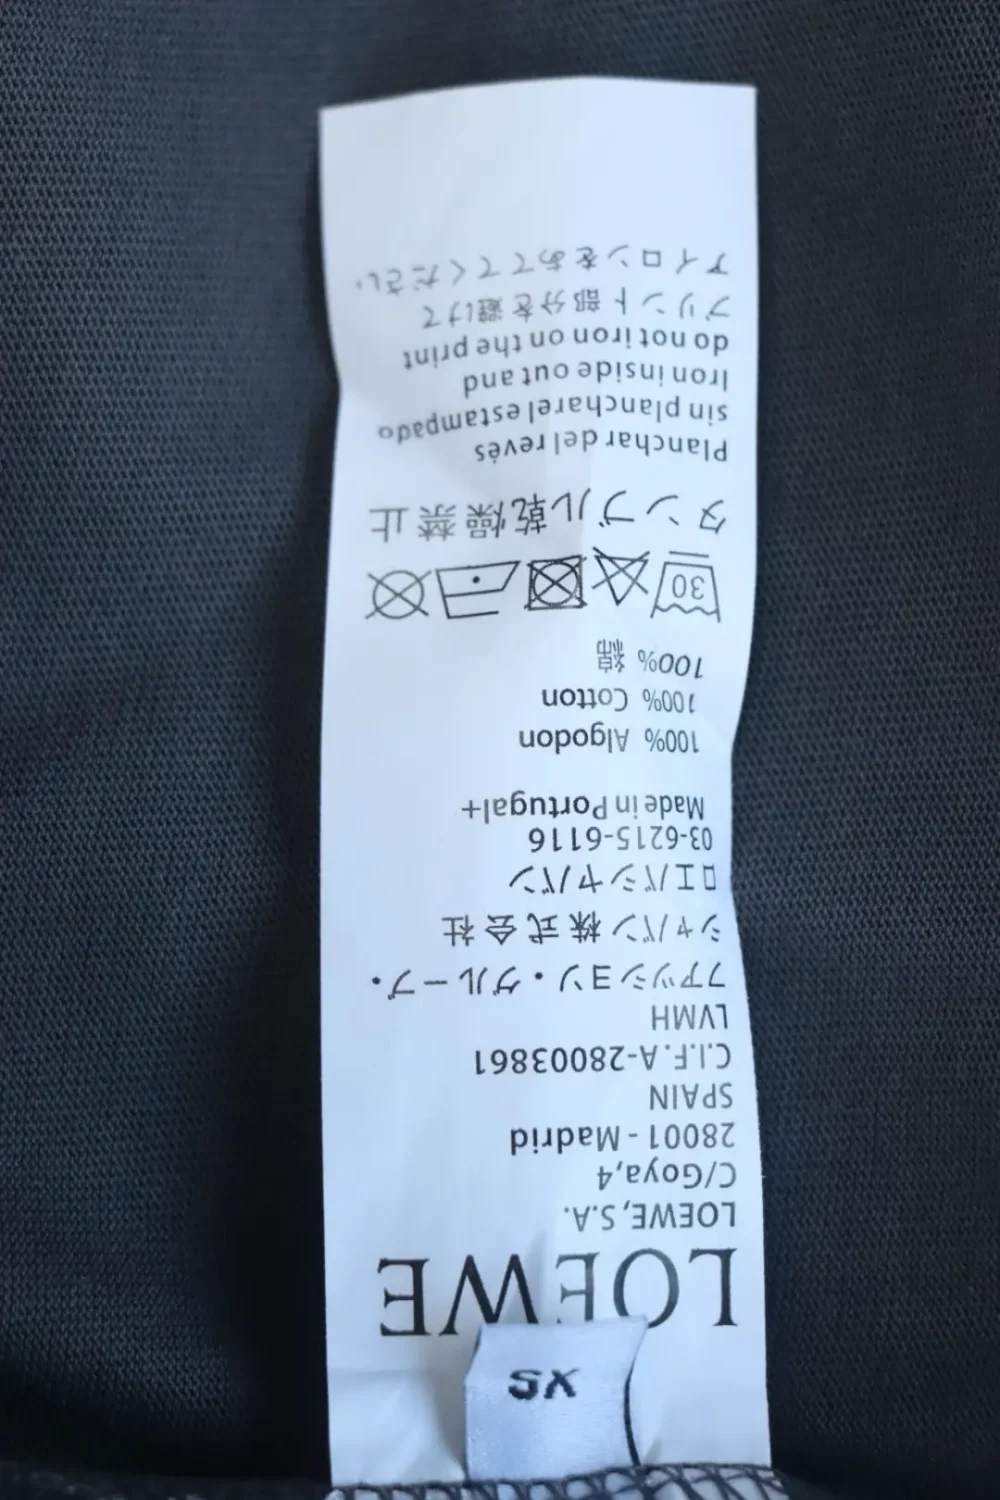 XS
LOEWE
LOEWE, S.A.
C/Goya,4
28001 - Madrid
SPAIN
C.I.F. A-28003861
LVMH
ファッション・グループ・
ジャパン株式会社
ロエベジャパン
03-6215-6116
Made in Portugal+
100% Algodon
100% Cotton
100% 綿
30
タンブル乾燥禁止
Planchar del revés
sin planchar el estampado
Iron inside out and
do not iron on the print
プリント部分を避けて
アイロンをあててください